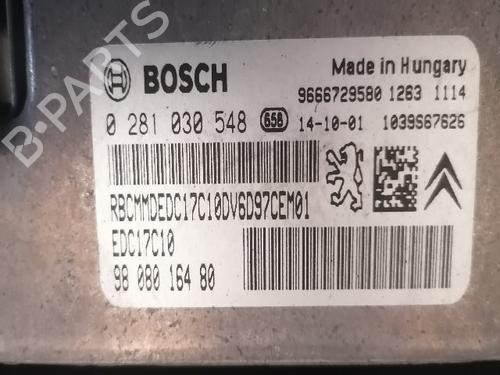 BOSCH
Made in Hungary
9666729580 1263 1114
0 281 030 548 658 14-10-01 1039S67626
RBCMMDEDC17C10DV6D97CEM01
EDC17C10
98 080 164 80
B-PARTS